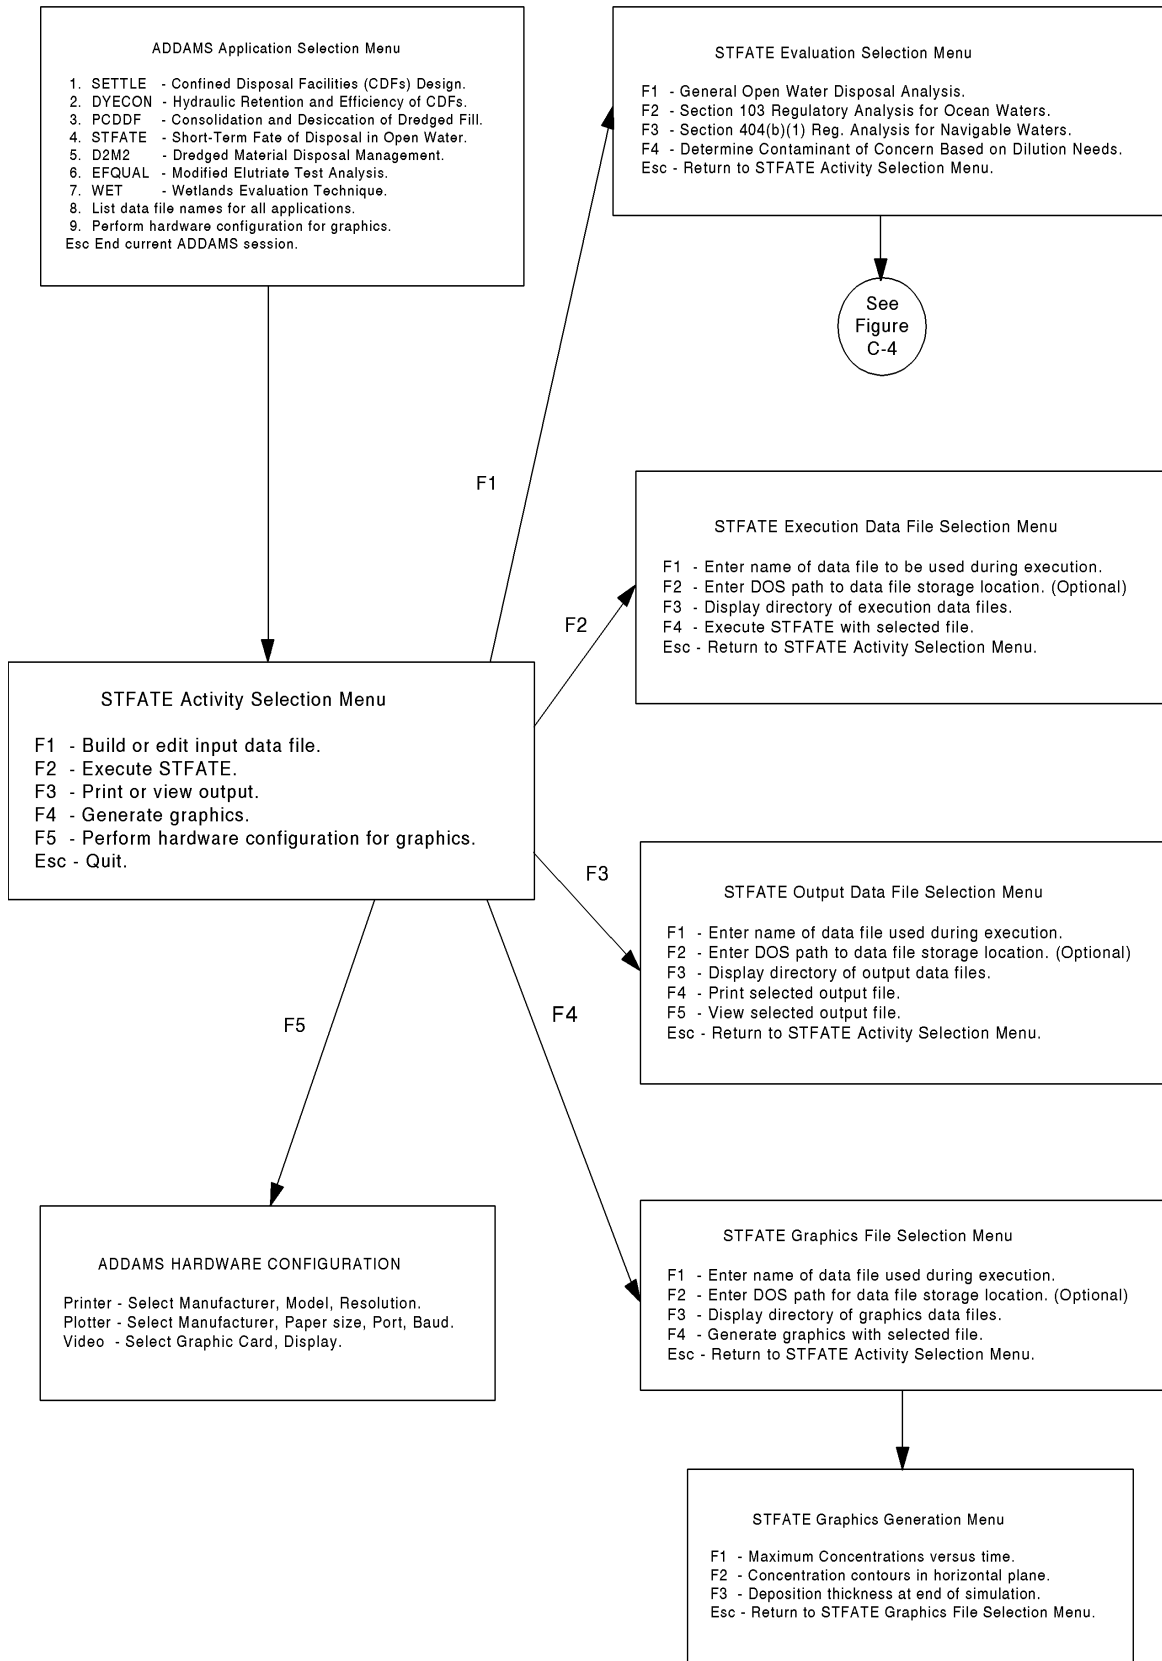 ADDAMS Application Selection Menu
1. SETTLE - Confined Disposal Facilities (CDFs) Design.
2. DYECON - Hydraulic Retention and Efficiency of CDFs.
3. PCDDF - Consolidation and Desiccation of Dredged Fill.
4. STFATE - Short-Term Fate of Disposal in Open Water.
5. D2M2 - Dredged Material Disposal Management.
6. EFQUAL - Modified Elutriate Test Analysis.
7. WET - Wetlands Evaluation Technique.
8. List data file names for all applications.
9. Perform hardware configuration for graphics.
Esc End current ADDAMS session.
STFATE Evaluation Selection Menu
F1 - General Open Water Disposal Analysis.
F2 - Section 103 Regulatory Analysis for Ocean Waters.
F3 - Section 404(b)(1) Reg. Analysis for Navigable Waters.
F4 - Determine Contaminant of Concern Based on Dilution Needs.
Esc - Return to STFATE Activity Selection Menu.
See
Figure
C-4
F1
STFATE Execution Data File Selection Menu
F1 - Enter name of data file to be used during execution.
F2 - Enter DOS path to data file storage location. (Optional)
F3 - Display directory of execution data files.
F4 - Execute STFATE with selected file.
Esc - Return to STFATE Activity Selection Menu.
F2
STFATE Activity Selection Menu
F1 - Build or edit input data file.
F2 - Execute STFATE.
F3 - Print or view output.
F4 - Generate graphics.
F5 - Perform hardware configuration for graphics.
Esc - Quit.
F3
STFATE Output Data File Selection Menu
F1 - Enter name of data file used during execution.
F2 - Enter DOS path to data file storage location. (Optional)
F3 - Display directory of output data files.
F4 - Print selected output file.
F5 - View selected output file.
Esc - Return to STFATE Activity Selection Menu.
F5
F4
ADDAMS HARDWARE CONFIGURATION
Printer - Select Manufacturer, Model, Resolution.
Plotter - Select Manufacturer, Paper size, Port, Baud.
Video - Select Graphic Card, Display.
STFATE Graphics File Selection Menu
F1 - Enter name of data file used during execution.
F2 - Enter DOS path for data file storage location. (Optional)
F3 - Display directory of graphics data files.
F4 - Generate graphics with selected file.
Esc - Return to STFATE Activity Selection Menu.
STFATE Graphics Generation Menu
F1 - Maximum Concentrations versus time.
F2 - Concentration contours in horizontal plane.
F3 - Deposition thickness at end of simulation.
Esc - Return to STFATE Graphics File Selection Menu.